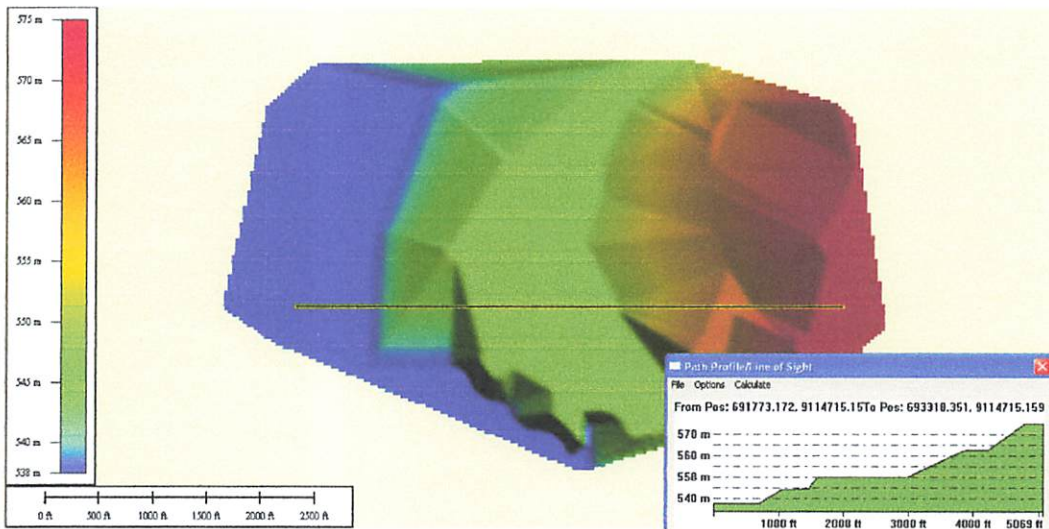 575 m
570 m
565 m
560 m
555 m
550 m
545 m
540 m
538 m
0 ft 500 ft 1000 ft 1500 ft 2000 ft 2500 ft
Path Profile/Line of Sight
File Options Calculate
From Pos: 691773.172, 9114715.15To Pos: 693318.351, 9114715.159
570 m
560 m
550 m
540 m
1000 ft 2000 ft 3000 ft 4000 ft 5069 ft